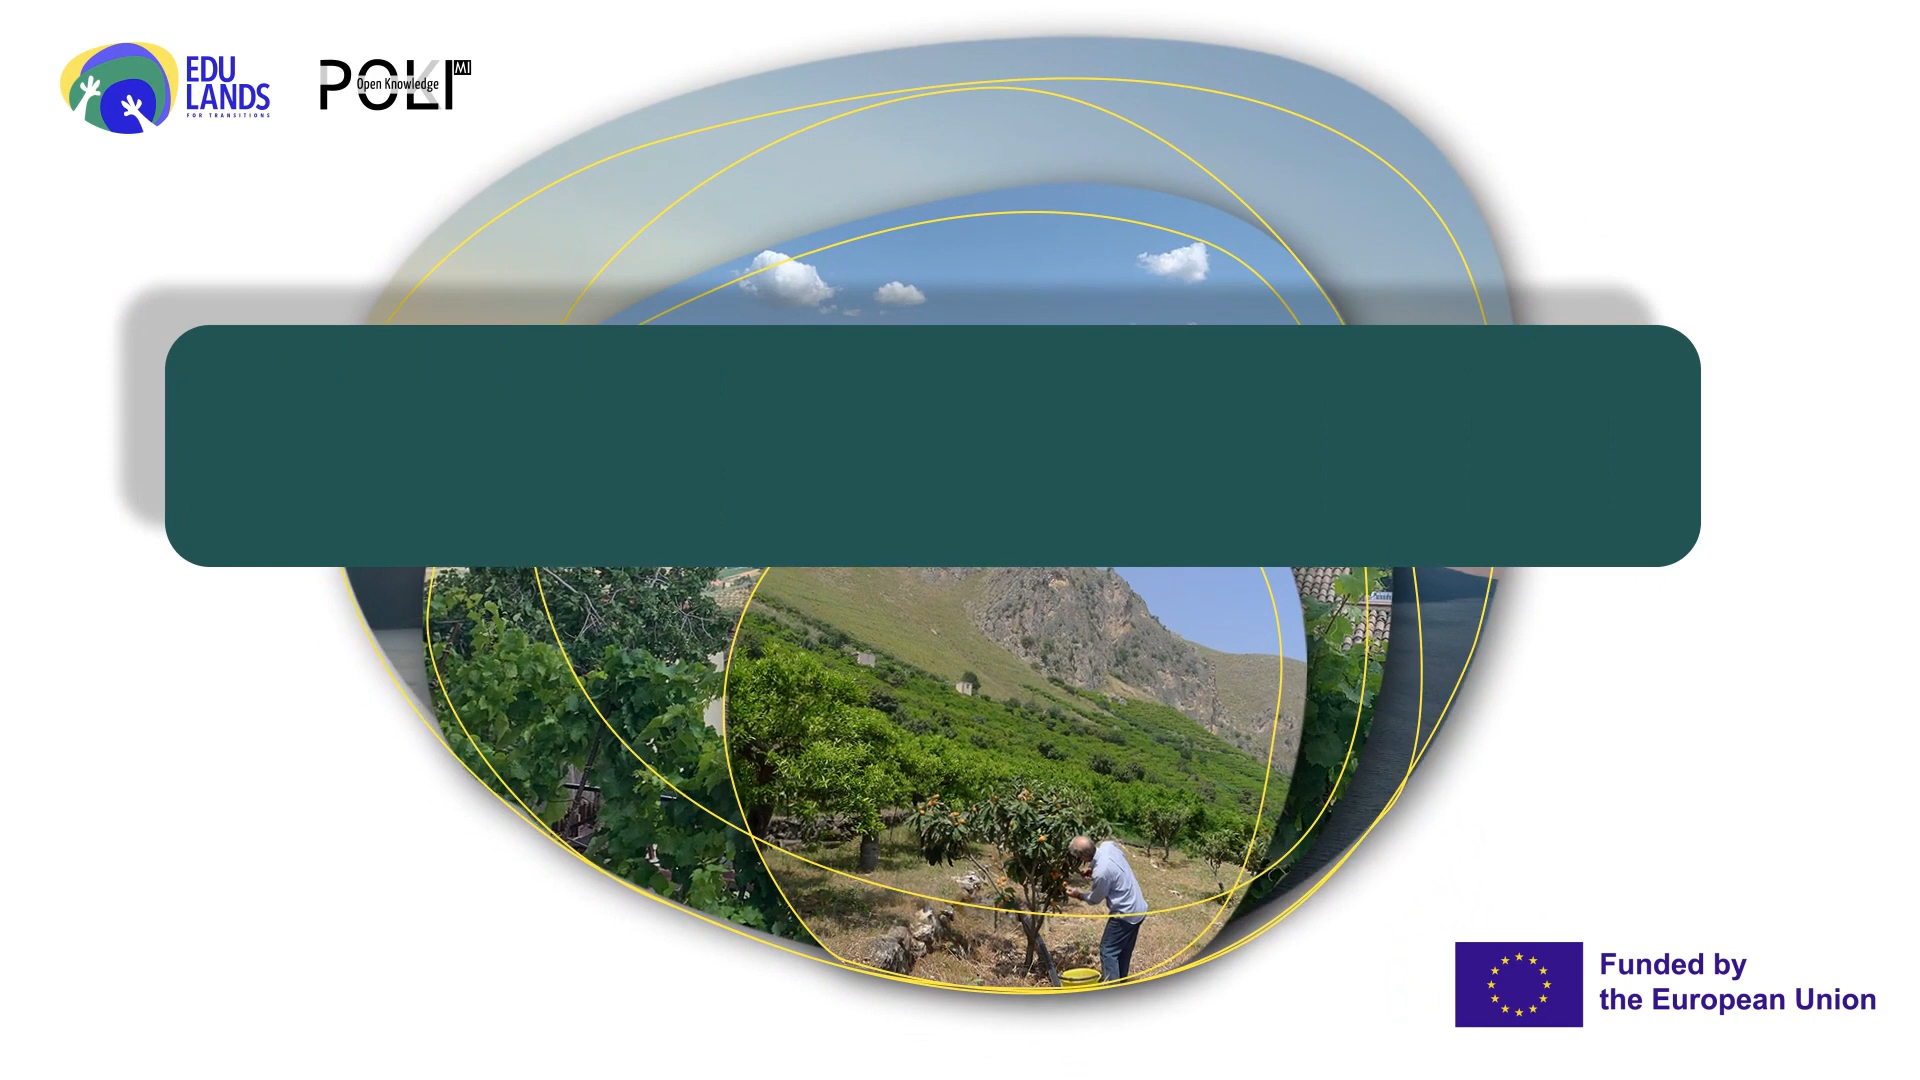 EDU
LANDS
FOR TRANSITIONS
POLI MI
Open Knowledge
Funded by
the European Union